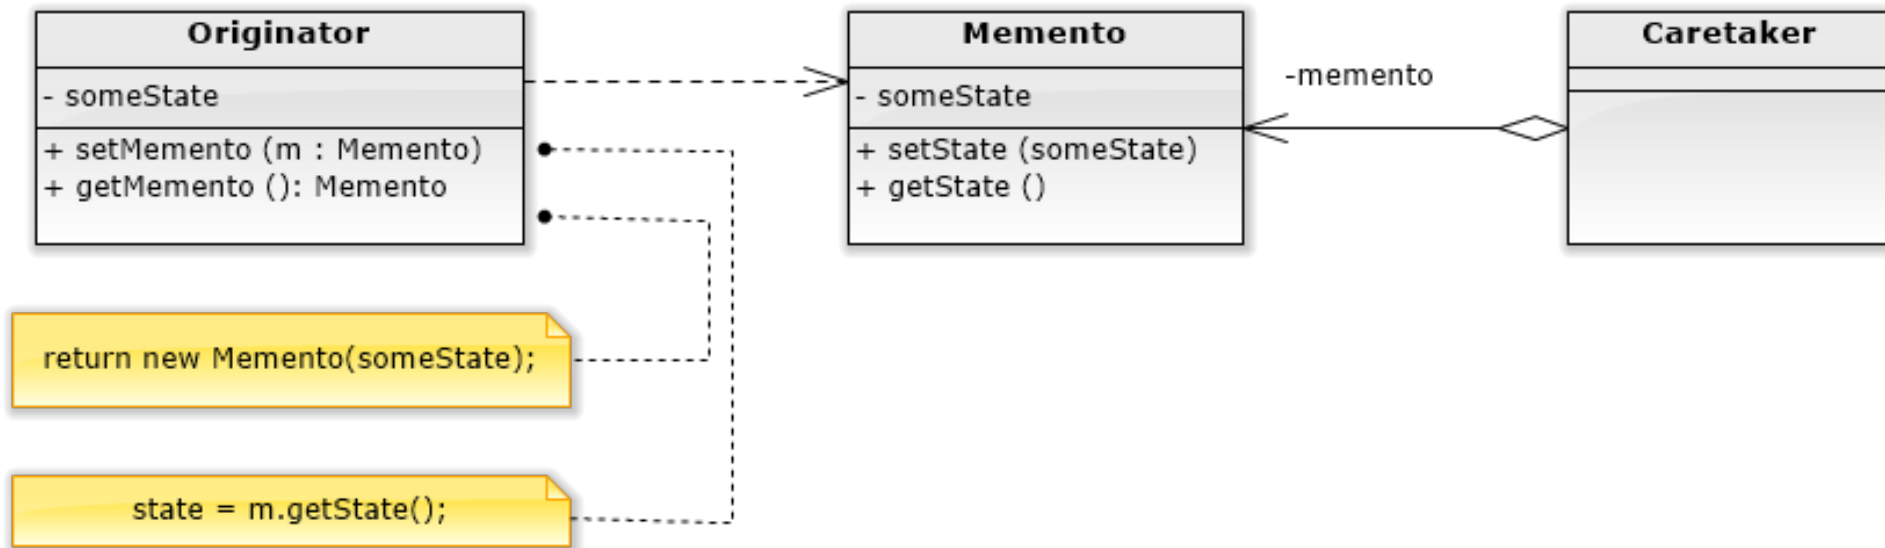 Originator
- someState
+ setMemento (m : Memento)
+ getMemento (): Memento
Memento
- someState
+ setState (someState)
+ getState ()
-memento
Caretaker
return new Memento(someState);
state = m.getState();